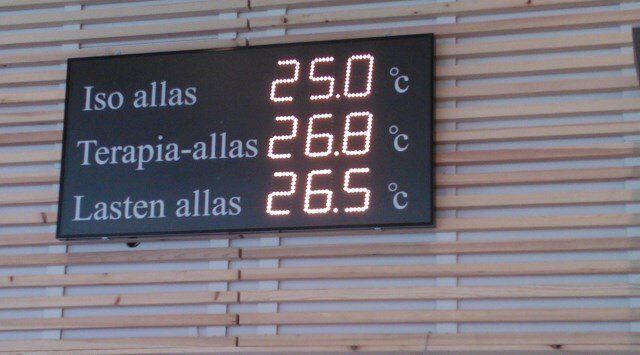 Iso allas 25.0 °C
Terapia-allas 26.8 °C
Lasten allas 26.5 °C